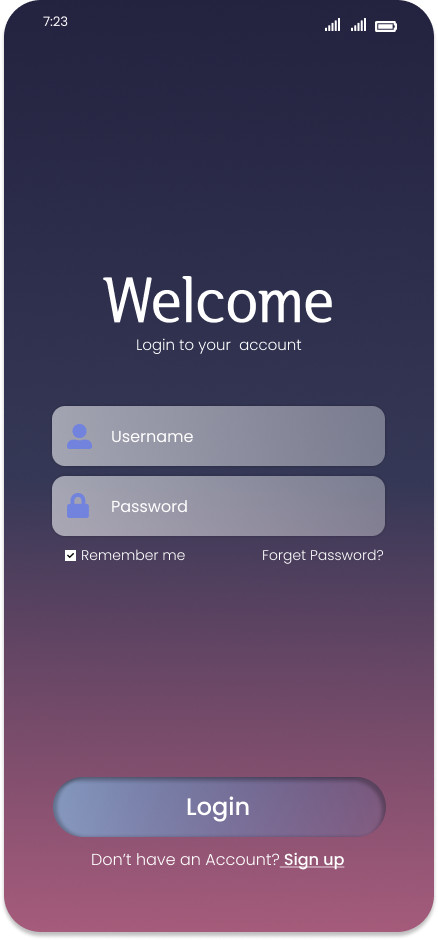 7:23
Welcome
Login to your account
Username
Password
Remember me Forget Password?
Login
Don't have an Account? Sign up